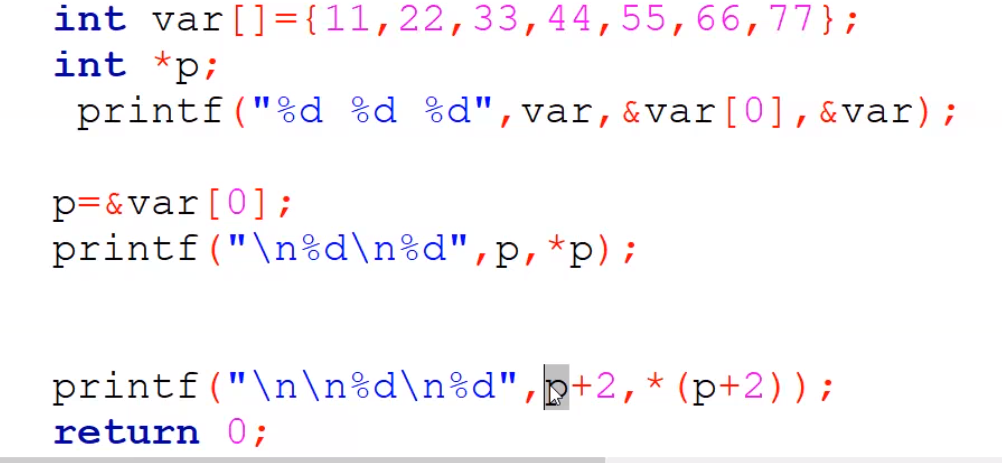 int var[]={11,22,33,44,55,66,77};
int *p;
printf("%d %d %d",var,&var[0],&var);
p=&var[0];
printf("\n%d\n%d",p,*p);
printf("\n\n%d\n%d",p+2,*(p+2));
return 0;